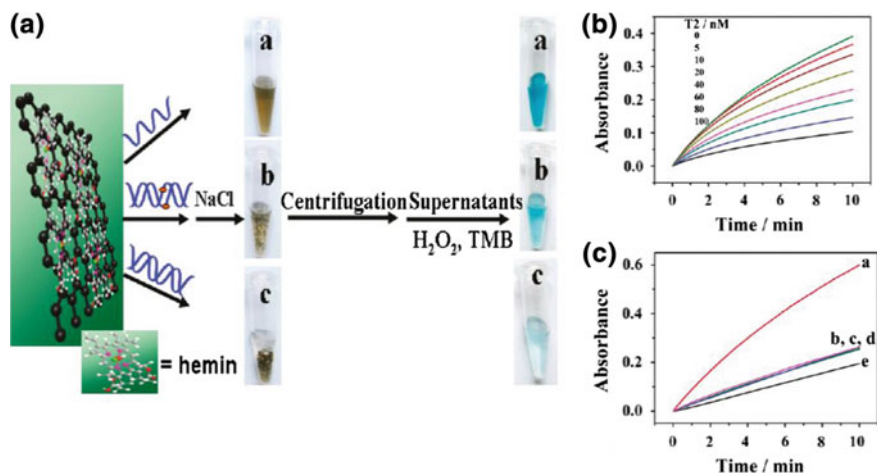 (a)
a
b
c
NaCl
Centrifugation
Supernatants
H₂O₂, TMB
a
b
c
= hemin
(b)
T2 / nM
0
5
10
20
40
60
80
100
Absorbance
0.4
0.3
0.2
0.1
0.0
0 2 4 6 8 10
Time / min
(c)
Absorbance
0.6
0.4
0.2
0.0
a
b, c, d
e
0 2 4 6 8 10
Time / min